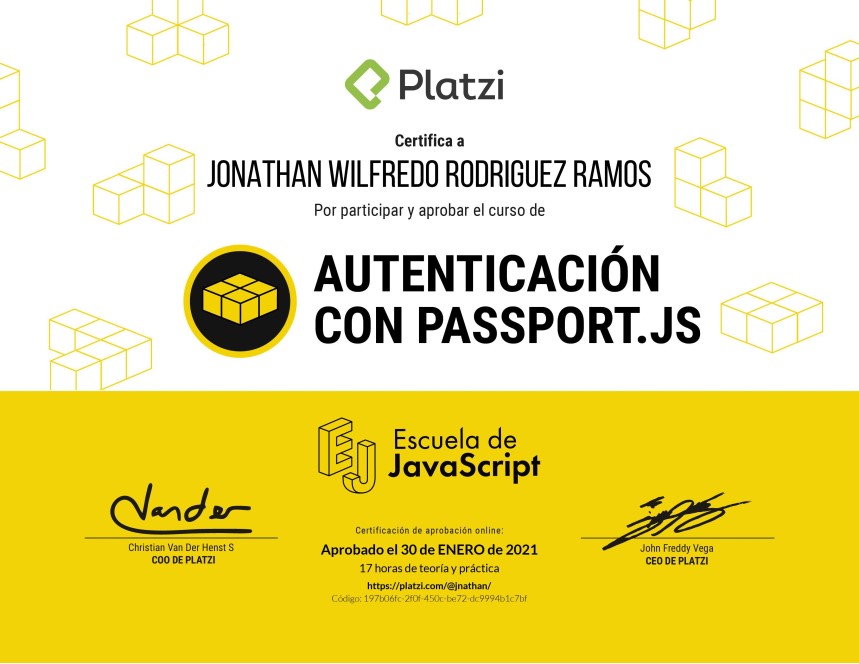 Platzi
Certifica a
JONATHAN WILFREDO RODRIGUEZ RAMOS
Por participar y aprobar el curso de
AUTENTICACIÓN
CON PASSPORT.JS
EJ
Escuela de
JavaScript
Vander
Christian Van Der Henst S
COO DE PLATZI
Certificación de aprobación online:
Aprobado el 30 de ENERO de 2021
17 horas de teoría y práctica
https://platzi.com/@jnathan/
Código: 197b06fc-2f0f-450c-be72-dc9994b1c7bf
John Freddy Vega
CEO DE PLATZI